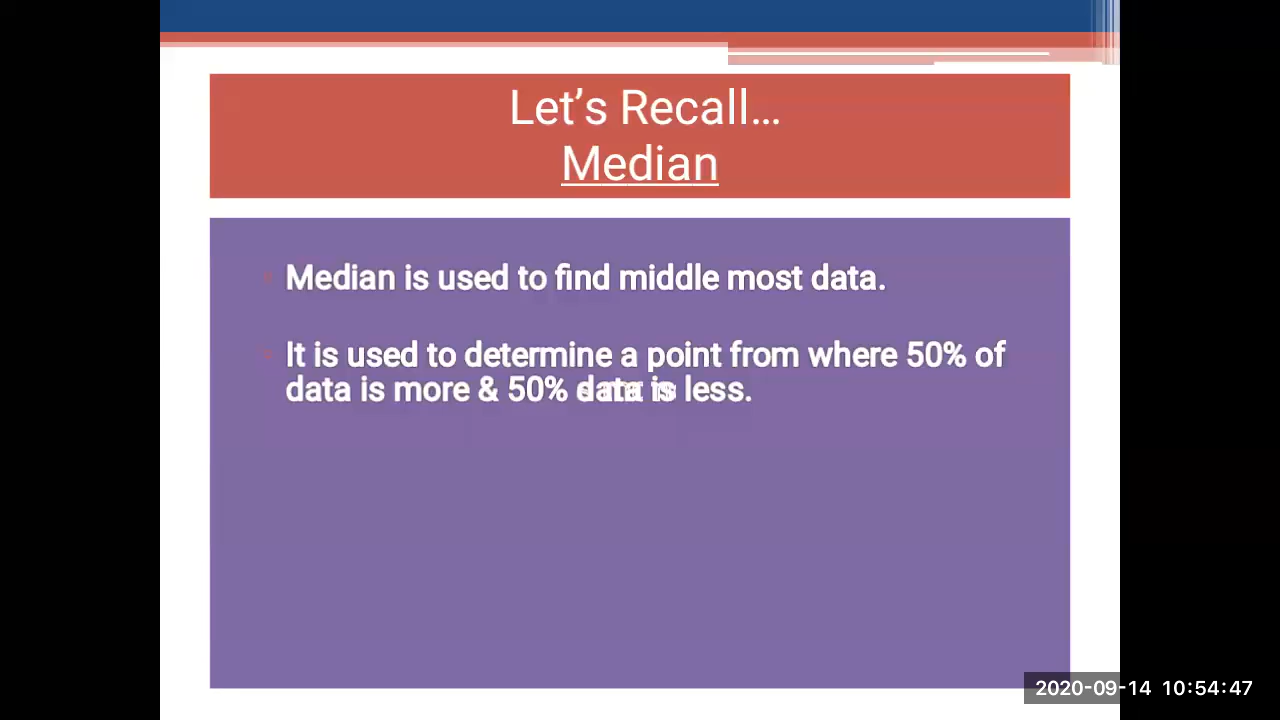 Let’s Recall…
Median
Median is used to find middle most data.
It is used to determine a point from where 50% of
data is more & 50% data is less.
2020-09-14 10:54:47